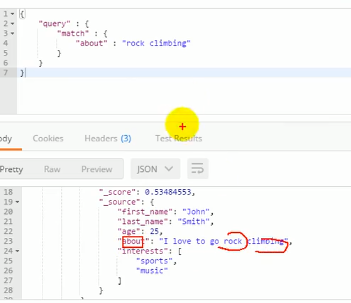 1 {
2 "query" : {
3 "match" : {
4 "about" : "rock climbing"
5 }
6 }
7 }
ody Cookies Headers (3) Test Results
Pretty Raw Preview JSON
18 "_score": 0.53484553,
19 "_source": {
20 "first_name": "John",
21 "last_name": "Smith",
22 "age": 25,
23 "about": "I love to go rock climbing",
24 "interests": [
25 "sports",
26 "music"
27 ]
28 }